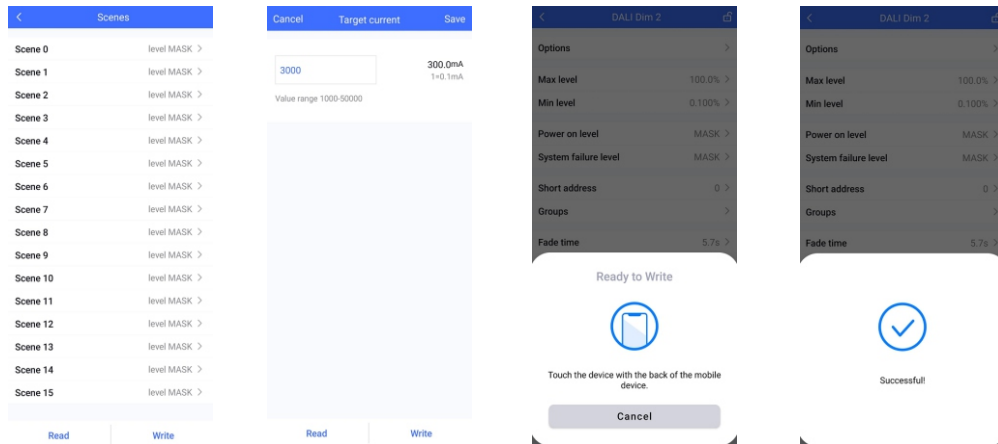 Scenes
Scene 0 level MASK
Scene 1 level MASK
Scene 2 level MASK
Scene 3 level MASK
Scene 4 level MASK
Scene 5 level MASK
Scene 6 level MASK
Scene 7 level MASK
Scene 8 level MASK
Scene 9 level MASK
Scene 10 level MASK
Scene 11 level MASK
Scene 12 level MASK
Scene 13 level MASK
Scene 14 level MASK
Scene 15 level MASK
Read Write
Cancel Target current Save
3000 300.0mA
1=0.1mA
Value range 1000-50000
Read Write
DALI Dim 2
Options
Max level 100.0%
Min level 0.100%
Power on level MASK
System failure level MASK
Short address 0
Groups
Fade time 5.7s
Ready to Write
Touch the device with the back of the mobile
device.
Cancel
DALI Dim 2
Options
Max level 100.0%
Min level 0.100%
Power on level MASK
System failure level MASK
Short address 0
Groups
Fade time 5.7s
Successful!